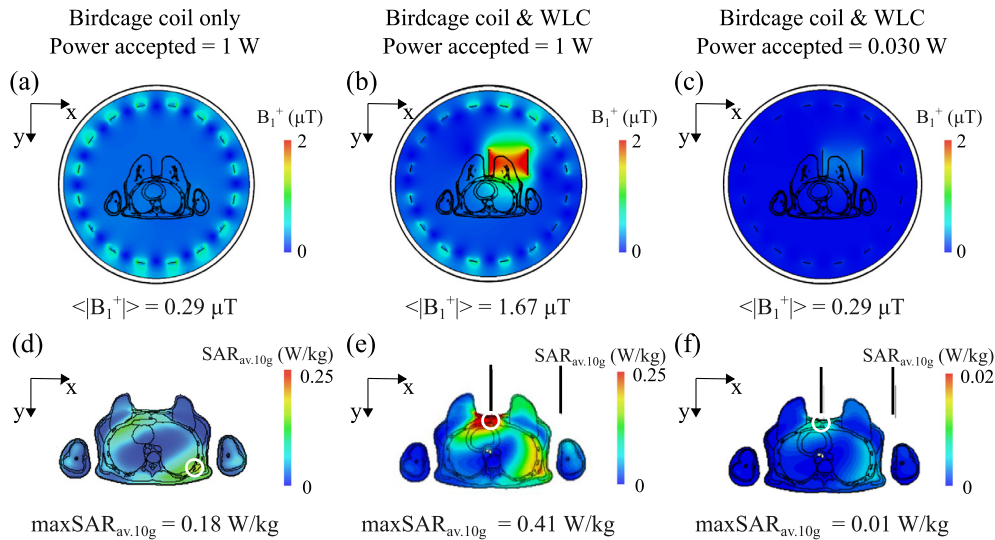 Birdcage coil only
Power accepted = 1 W
Birdcage coil & WLC
Power accepted = 1 W
Birdcage coil & WLC
Power accepted = 0.030 W
(a)
x
y
B₁⁺ (µT)
2
0
<|B₁⁺|> = 0.29 µT
(b)
x
y
B₁⁺ (µT)
2
0
<|B₁⁺|> = 1.67 µT
(c)
x
y
B₁⁺ (µT)
2
0
<|B₁⁺|> = 0.29 µT
(d)
x
y
SARav.10g (W/kg)
0.25
0
maxSARav.10g = 0.18 W/kg
(e)
x
y
SARav.10g (W/kg)
0.25
0
maxSARav.10g = 0.41 W/kg
(f)
x
y
SARav.10g (W/kg)
0.02
0
maxSARav.10g = 0.01 W/kg